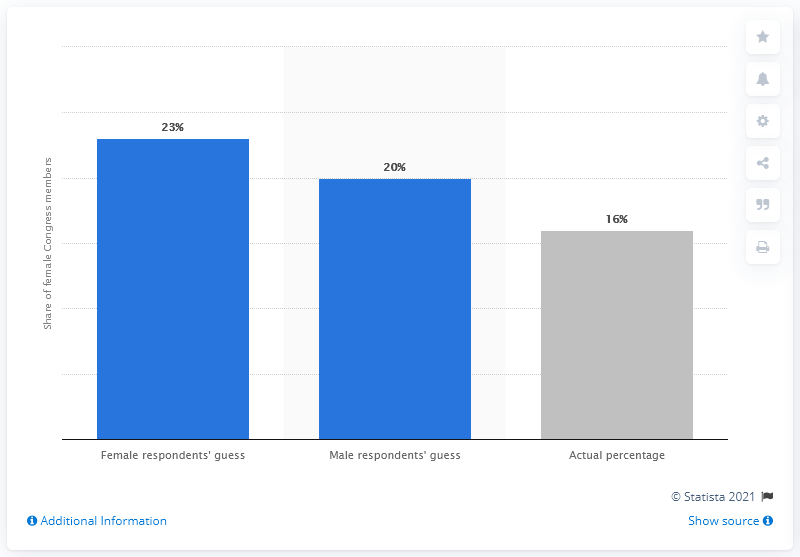 Share of female Congress members
23%
20%
16%
Female respondents' guess
Male respondents' guess
Actual percentage
© Statista 2021
Additional Information
Show source